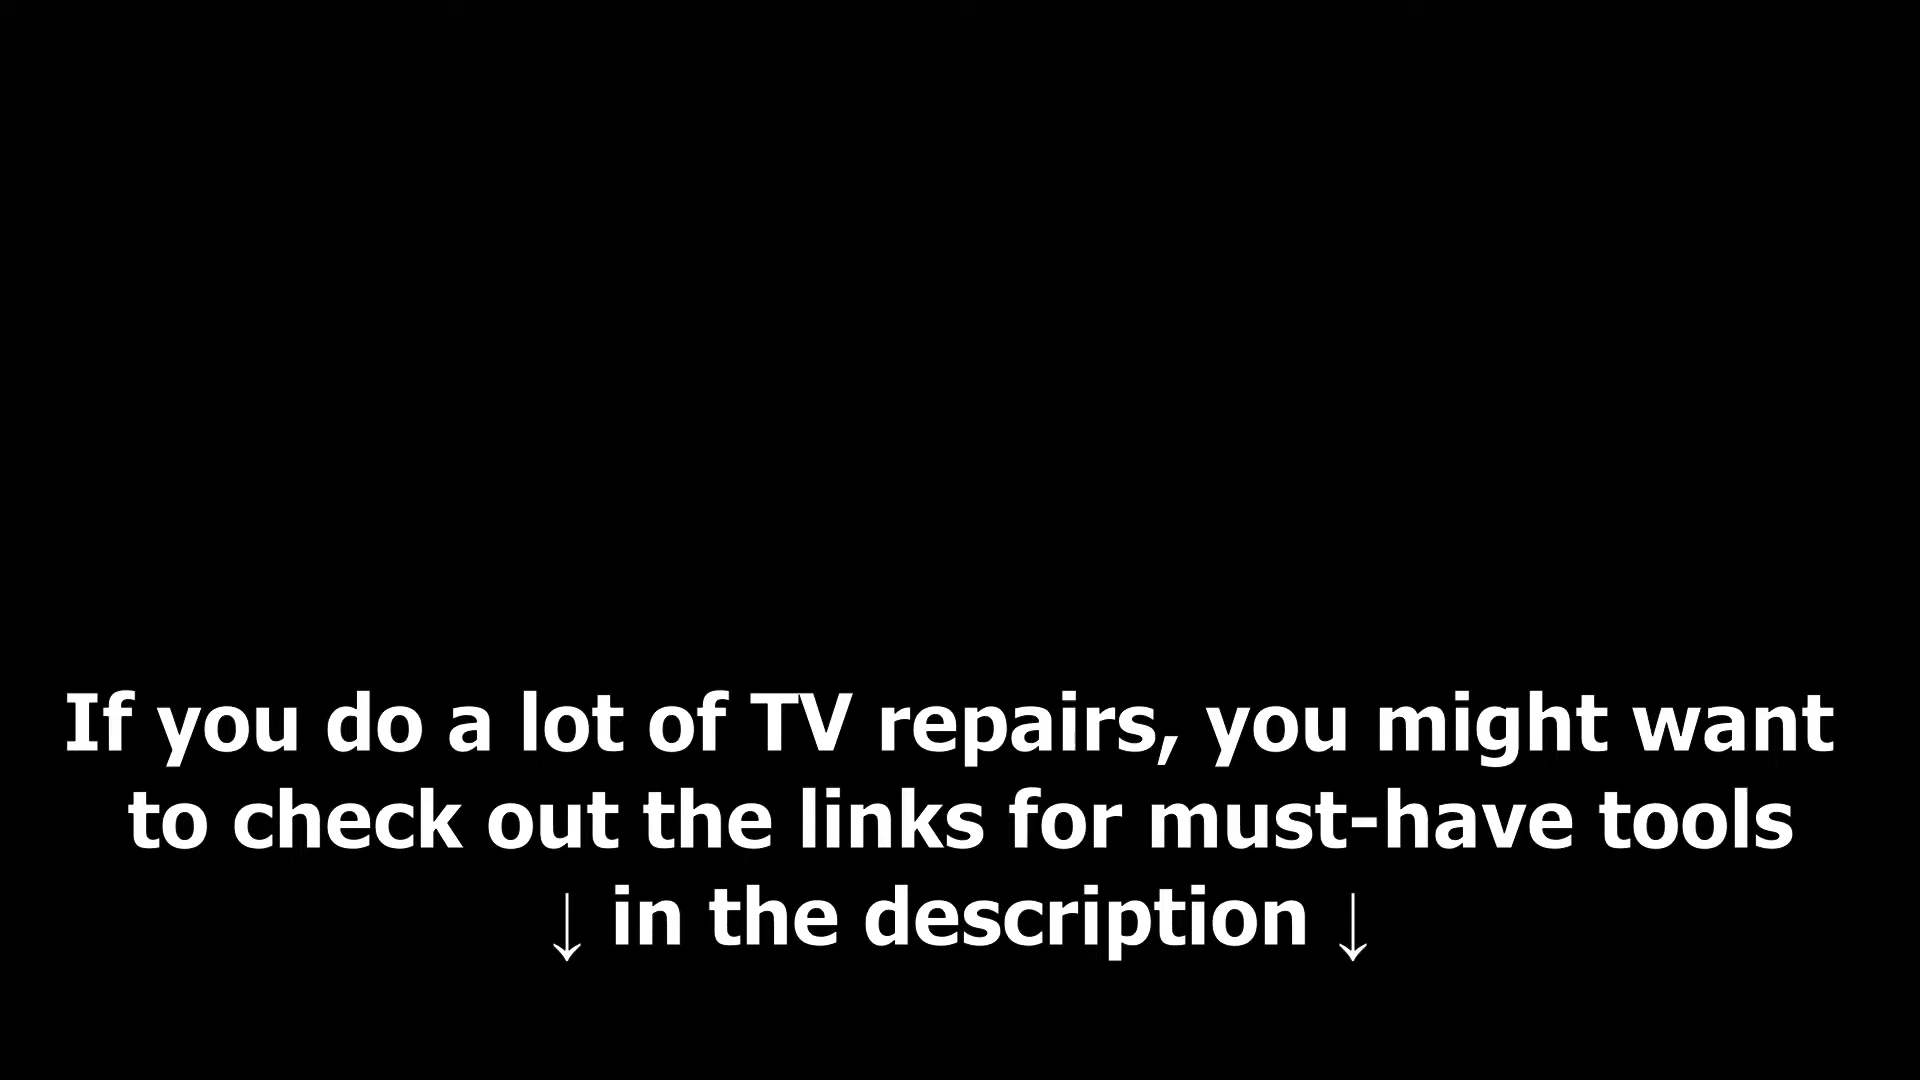 If you do a lot of TV repairs, you might want
to check out the links for must-have tools
↓ in the description ↓